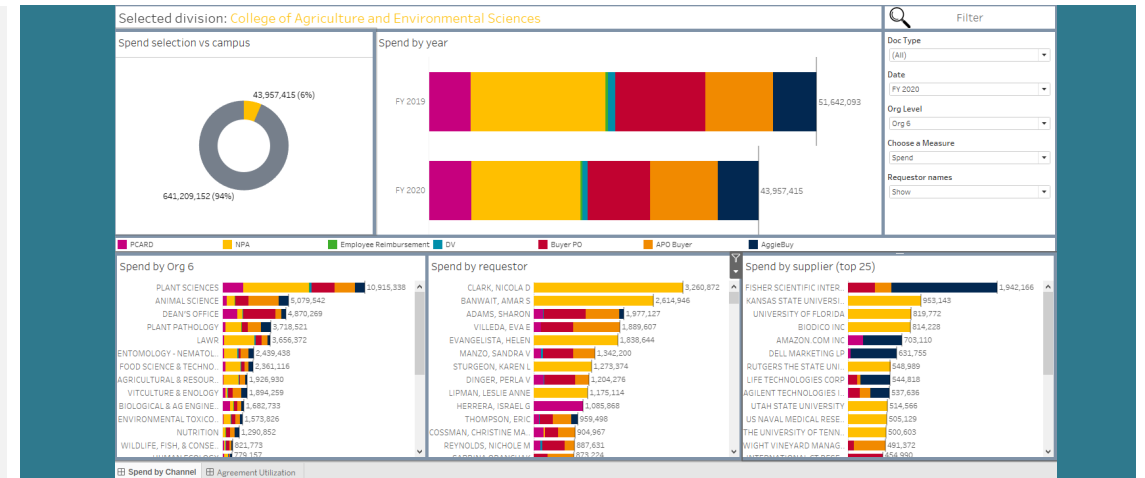 Selected division: College of Agriculture and Environmental Sciences
Filter
Spend selection vs campus
43,957,415 (6%)
641,209,152 (94%)
Spend by year
FY 2019
51,642,093
FY 2020
43,957,415
Doc Type
(All)
Date
FY 2020
Org Level
Org 6
Choose a Measure
Spend
Requestor names
Show
PCARD NPA Employee Reimbursement DV Buyer PO APO Buyer AggieBuy
Spend by Org 6
PLANT SCIENCES 10,915,338
ANIMAL SCIENCE 5,079,542
DEAN'S OFFICE 4,870,269
PLANT PATHOLOGY 3,718,521
LAWR 3,656,372
ENTOMOLOGY - NEMATOL.. 2,439,438
FOOD SCIENCE & TECHNO.. 2,361,116
AGRICULTURAL & RESOUR.. 1,926,930
VITCULTURE & ENOLOGY 1,894,259
BIOLOGICAL & AG ENGINE.. 1,682,733
ENVIRONMENTAL TOXICO.. 1,573,826
NUTRITION 1,290,852
WILDLIFE, FISH, & CONSE.. 821,773
HUMAN ECOLOGY 779,157
Spend by requestor
CLARK, NICOLA D 3,260,872
BANWAIT, AMAR S 2,614,946
ADAMS, SHARON 1,977,127
VILLEDA, EVA E 1,889,607
EVANGELISTA, HELEN 1,838,644
MANZO, SANDRA V 1,342,200
STURGEON, KAREN L 1,273,374
DINGER, PERLA V 1,204,276
LIPMAN, LESLIE ANNE 1,175,114
HERRERA, ISRAEL G 1,085,868
THOMPSON, ERIC 959,498
COSSMAN, CHRISTINE MA.. 904,967
REYNOLDS, NICHOLE M 887,631
873,224
Spend by supplier (top 25)
FISHER SCIENTIFIC INTER.. 1,942,166
KANSAS STATE UNIVERSI.. 953,143
UNIVERSITY OF FLORIDA 819,772
BIODICO INC 814,228
AMAZON.COM INC 703,110
DELL MARKETING LP 631,755
RUTGERS THE STATE UNI.. 548,989
LIFE TECHNOLOGIES CORP 544,818
AGILENT TECHNOLOGIES I.. 537,636
UTAH STATE UNIVERSITY 514,566
US NAVAL MEDICAL RESE.. 505,129
THE UNIVERSITY OF TENN.. 500,603
WIGHT VINEYARD MANAG.. 491,372
454,990
Spend by Channel Agreement Utilization